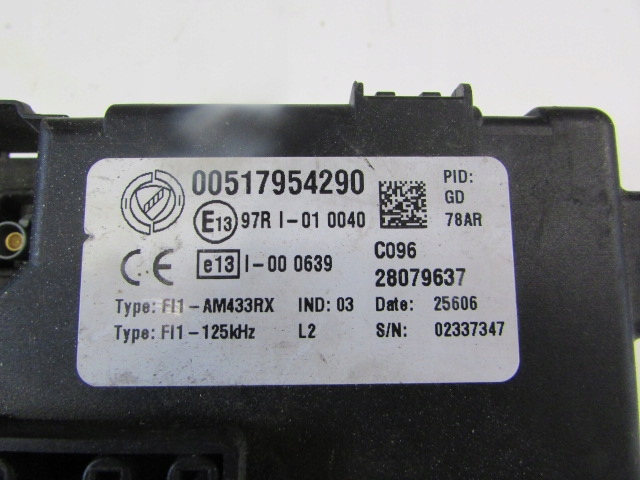 00517954290
PID:
GD
78AR
E13 97R I-01 0040
C096
CE e13 I-00 0639
28079637
Type: FI1-AM433RX IND: 03 Date: 25606
Type: FI1-125kHz L2 S/N: 02337347